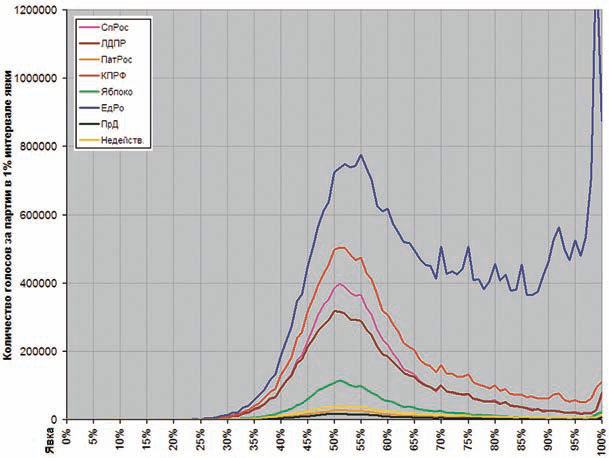 Количество голосов за партии в 1% интервале явки
1200000
1000000
800000
600000
400000
200000
0
СпРос
ЛДПР
ПатРос
КПРФ
Яблоко
ЕдРо
ПрД
Недейств.
Явка
0%
5%
10%
15%
20%
25%
30%
35%
40%
45%
50%
55%
60%
65%
70%
75%
80%
85%
90%
95%
100%